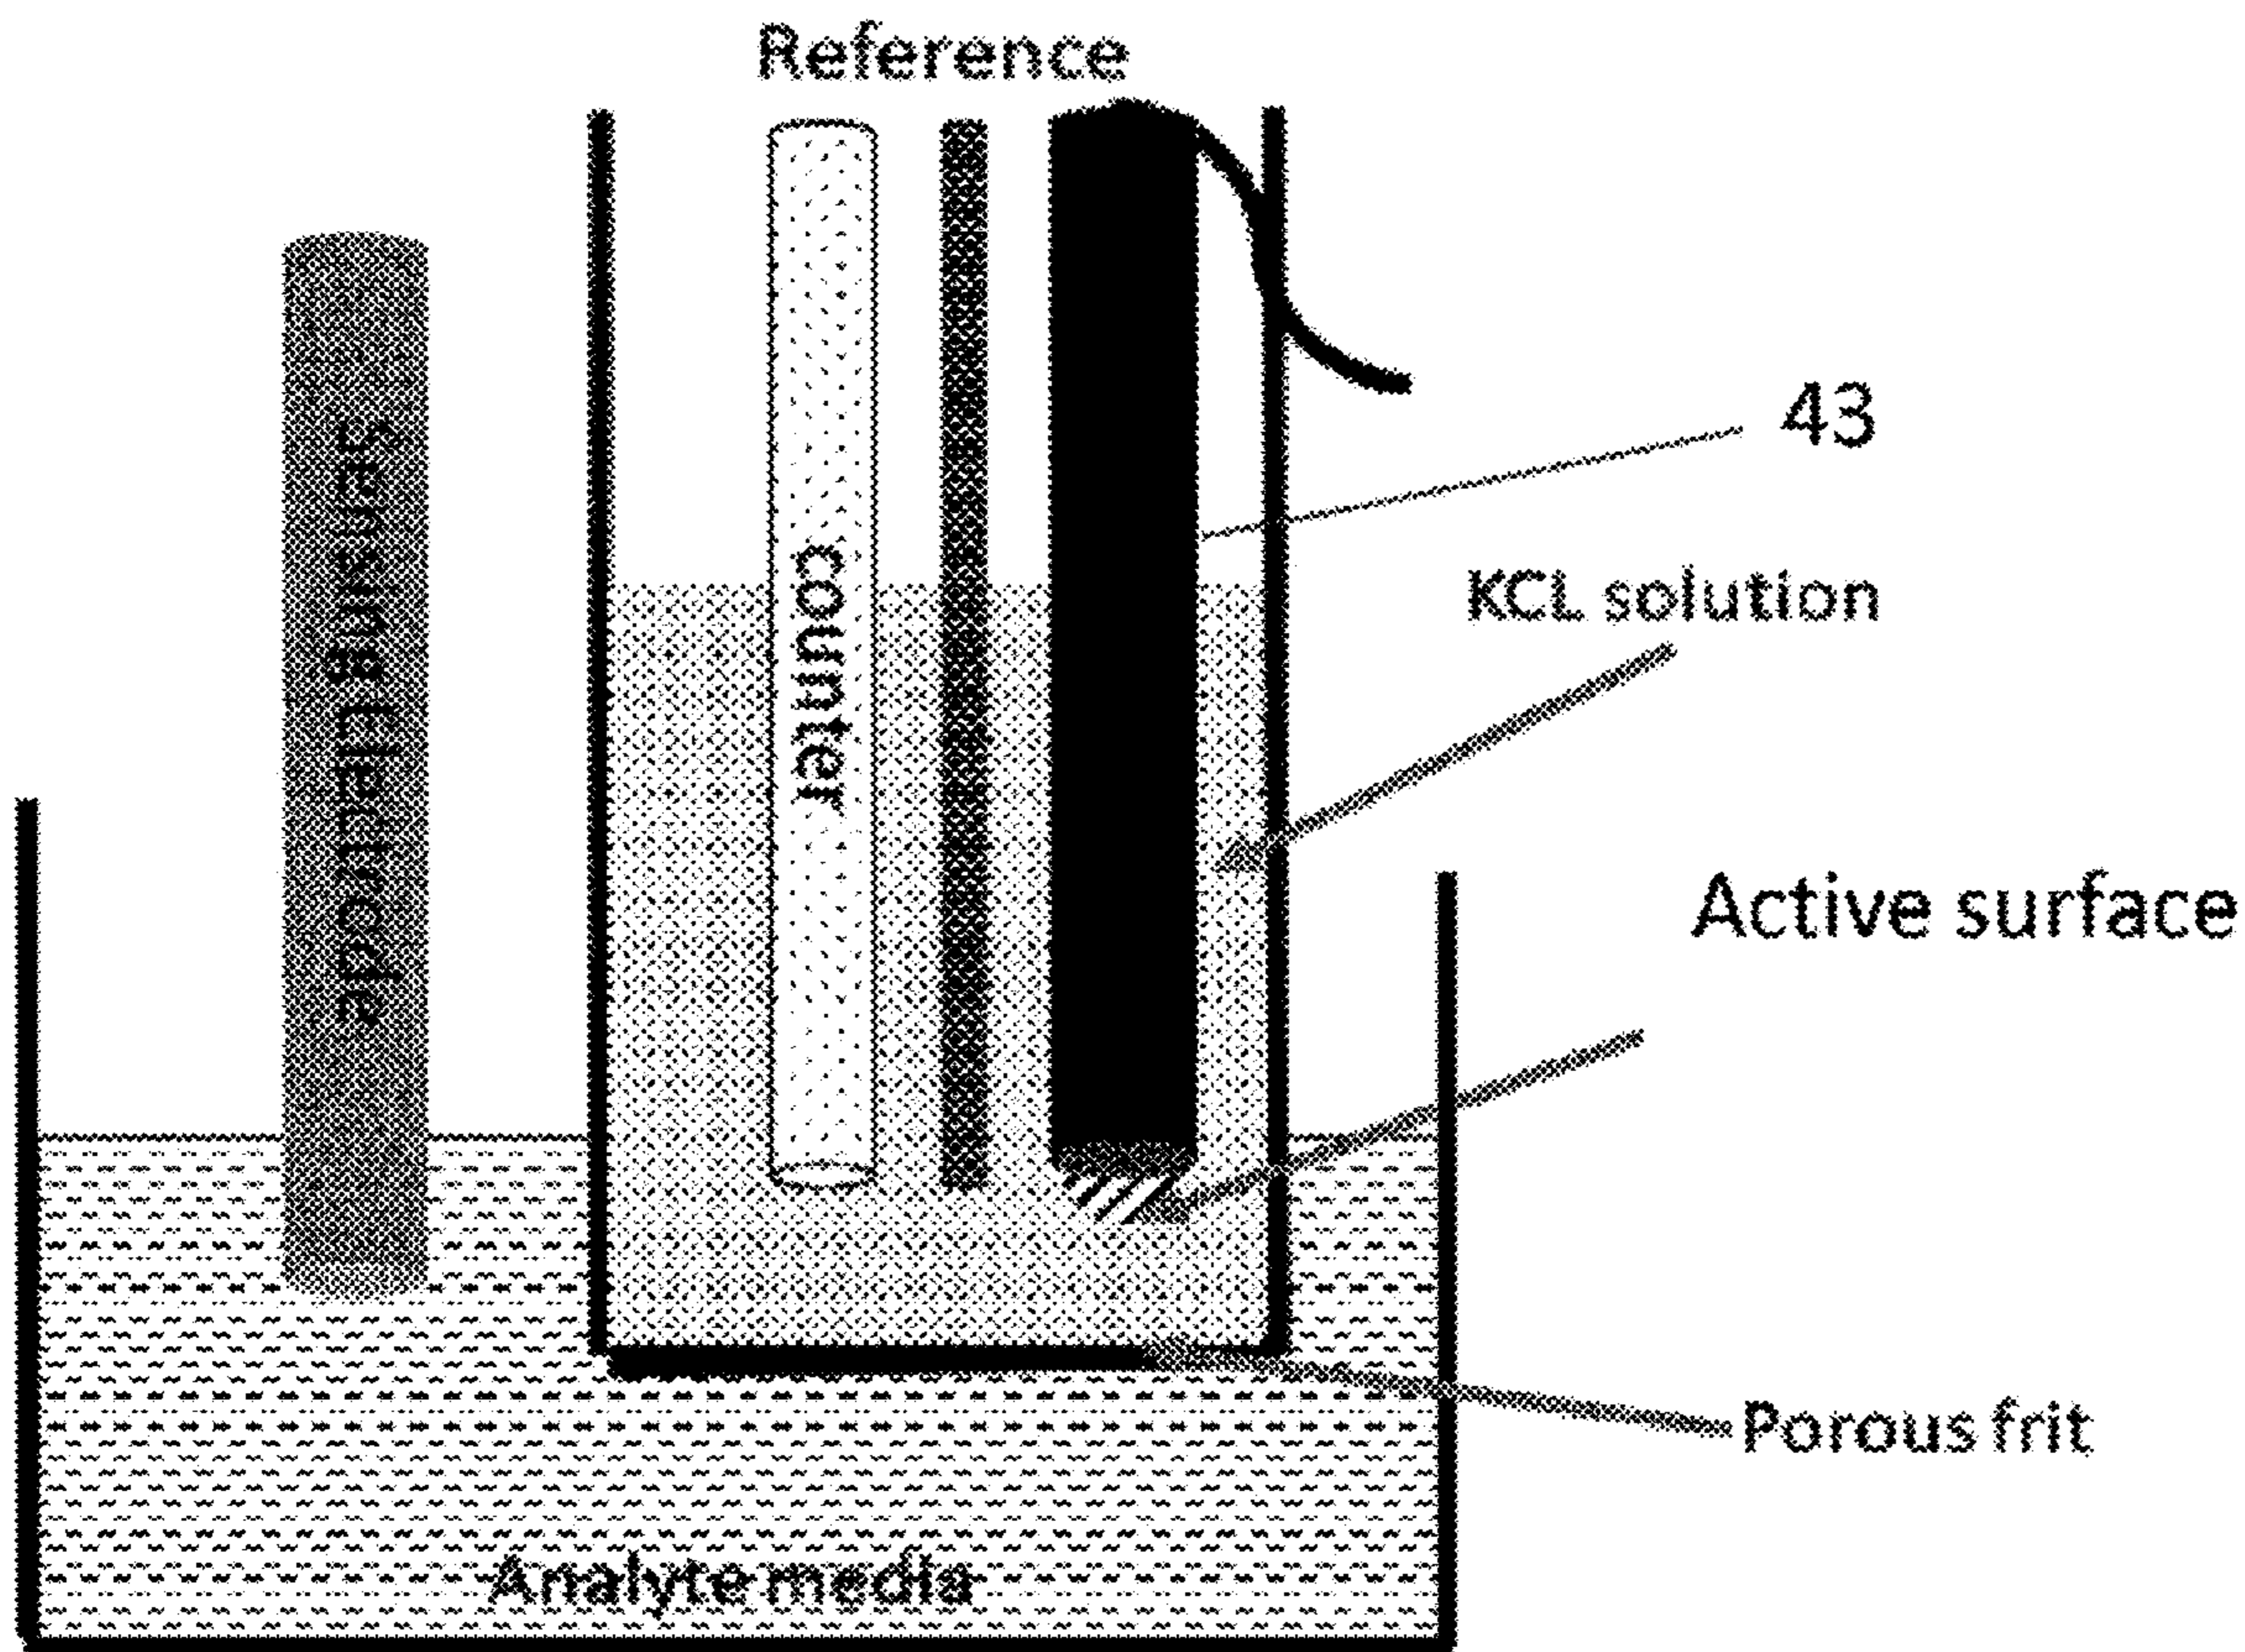 Reference
43
KCL solution
Sensing Electrode
counter
Active surface
Porous frit
Analyte media